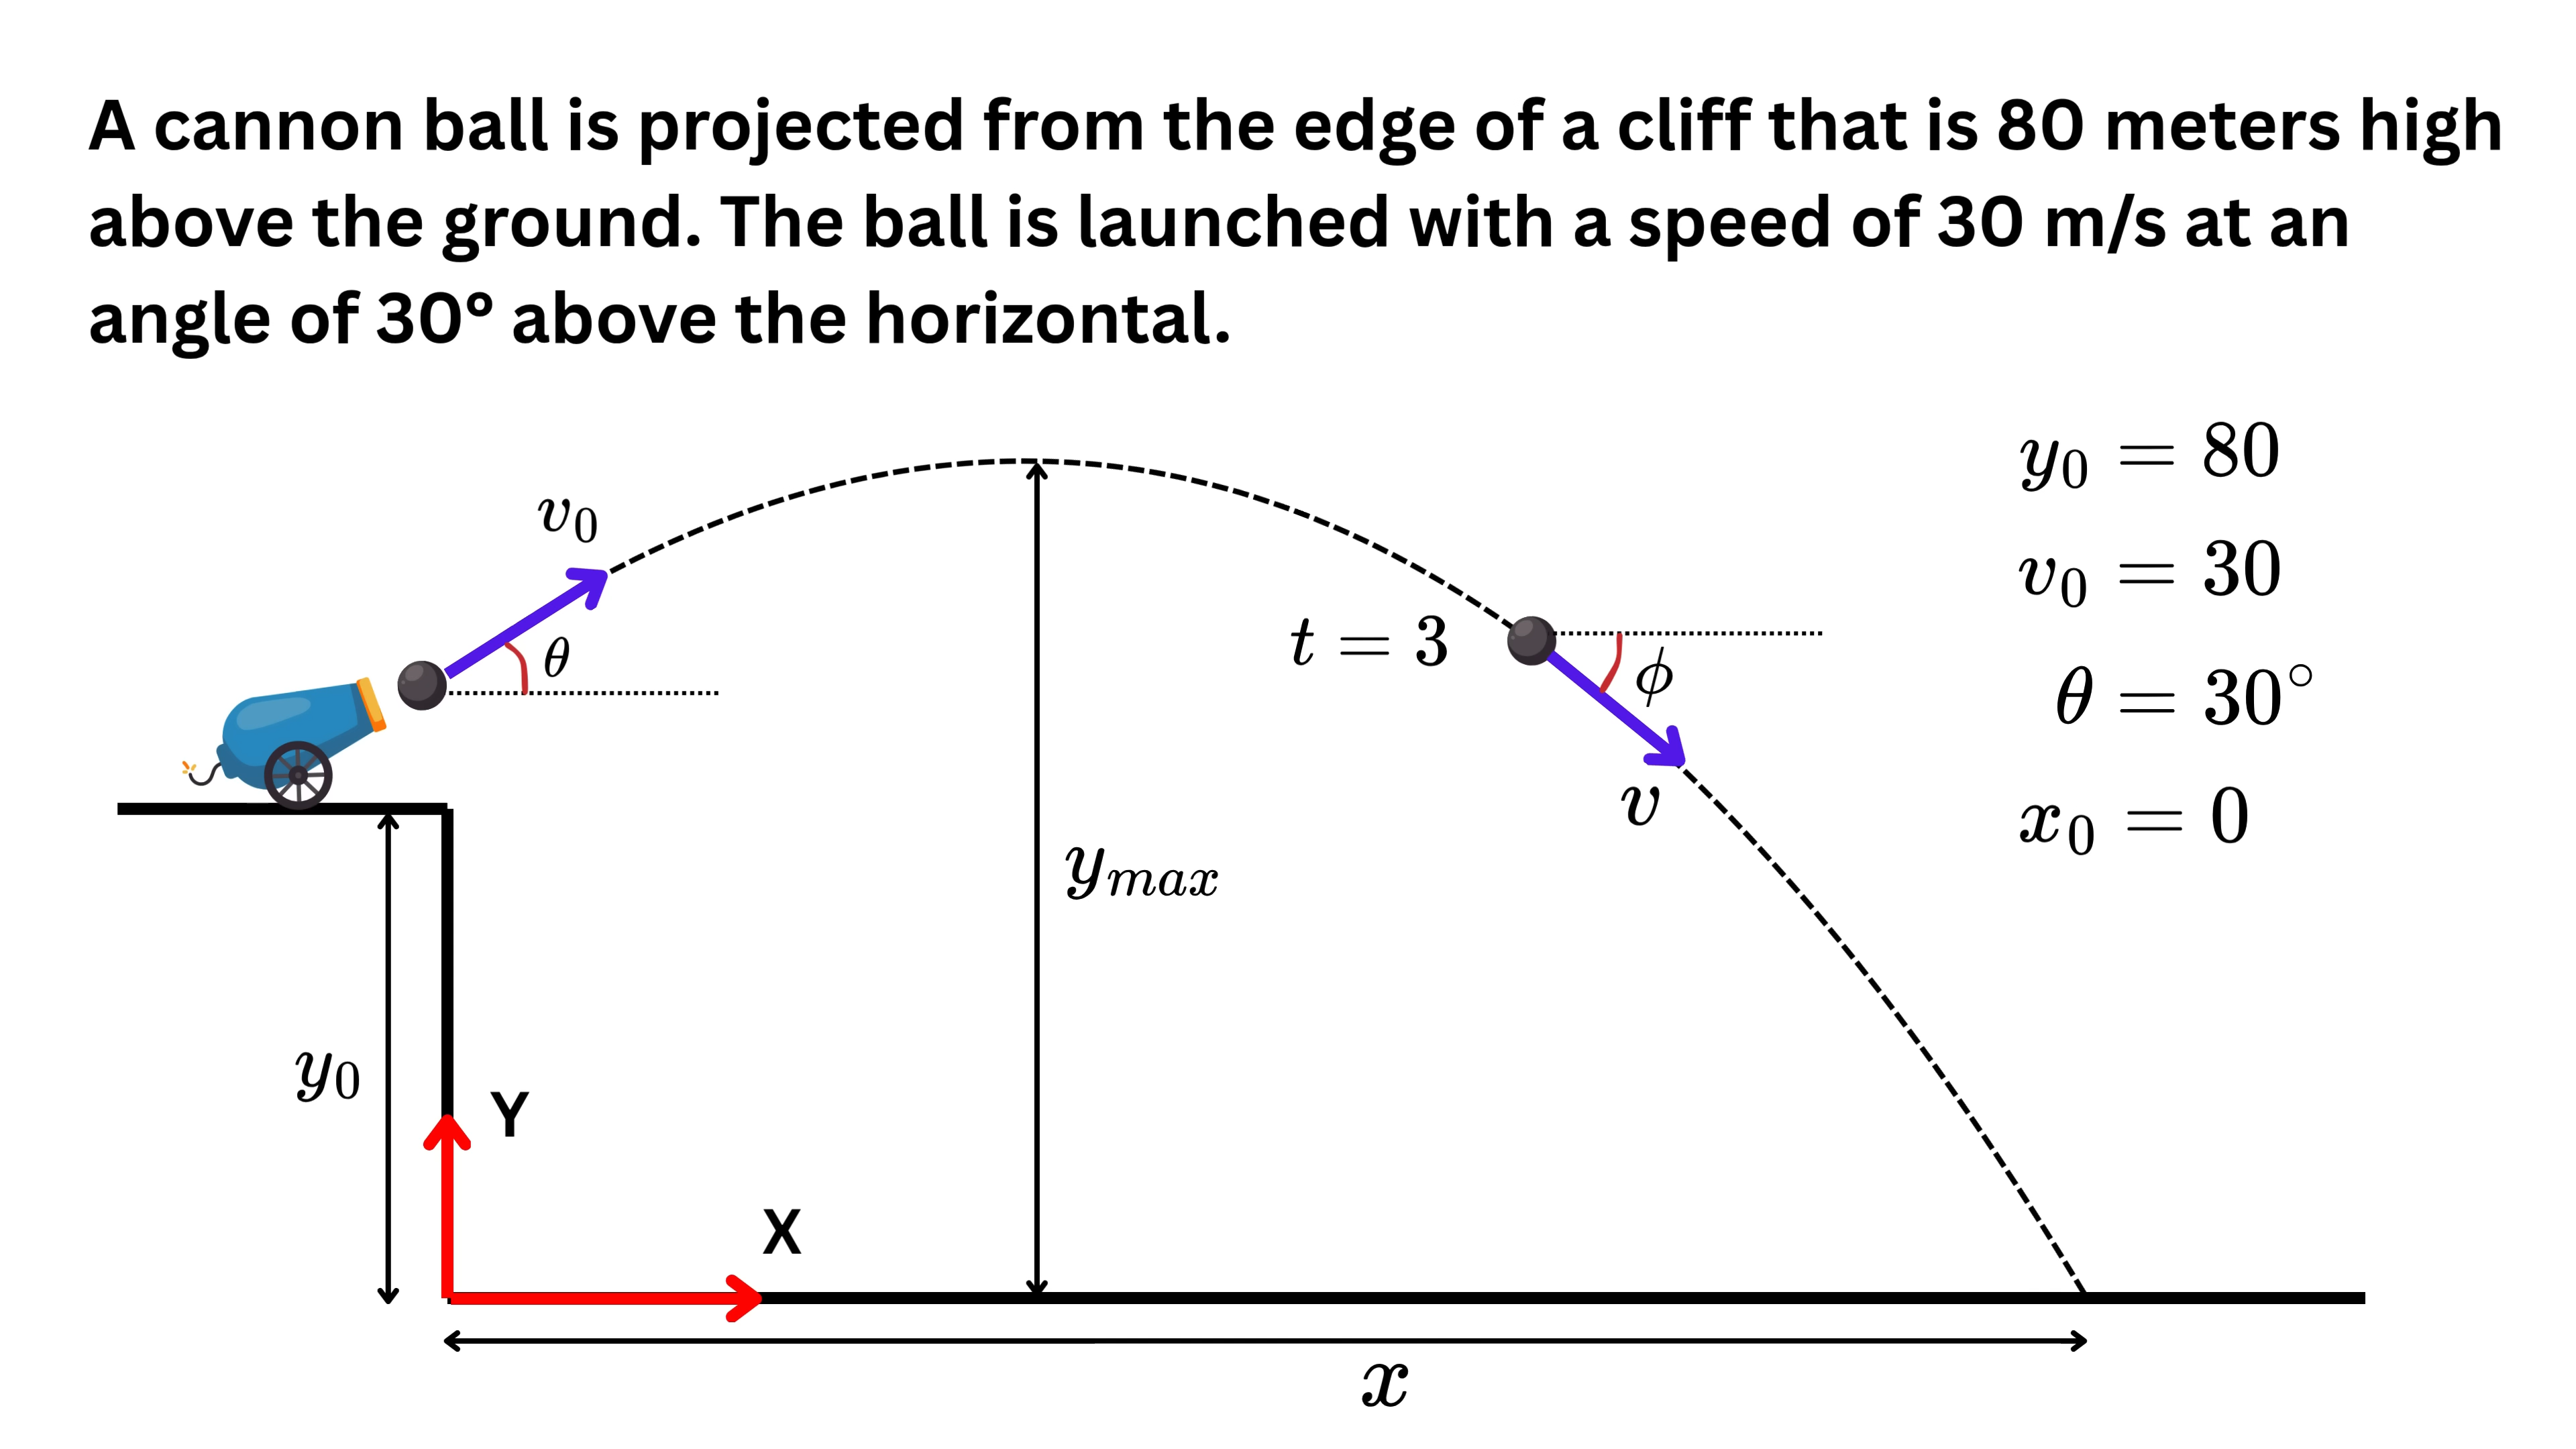 A cannon ball is projected from the edge of a cliff that is 80 meters high
above the ground. The ball is launched with a speed of 30 m/s at an
angle of 30° above the horizontal.
y₀ = 80
v₀
v₀ = 30
θ
t = 3
ϕ
θ = 30°
v
x₀ = 0
yₘₐₓ
y₀
Y
X
x